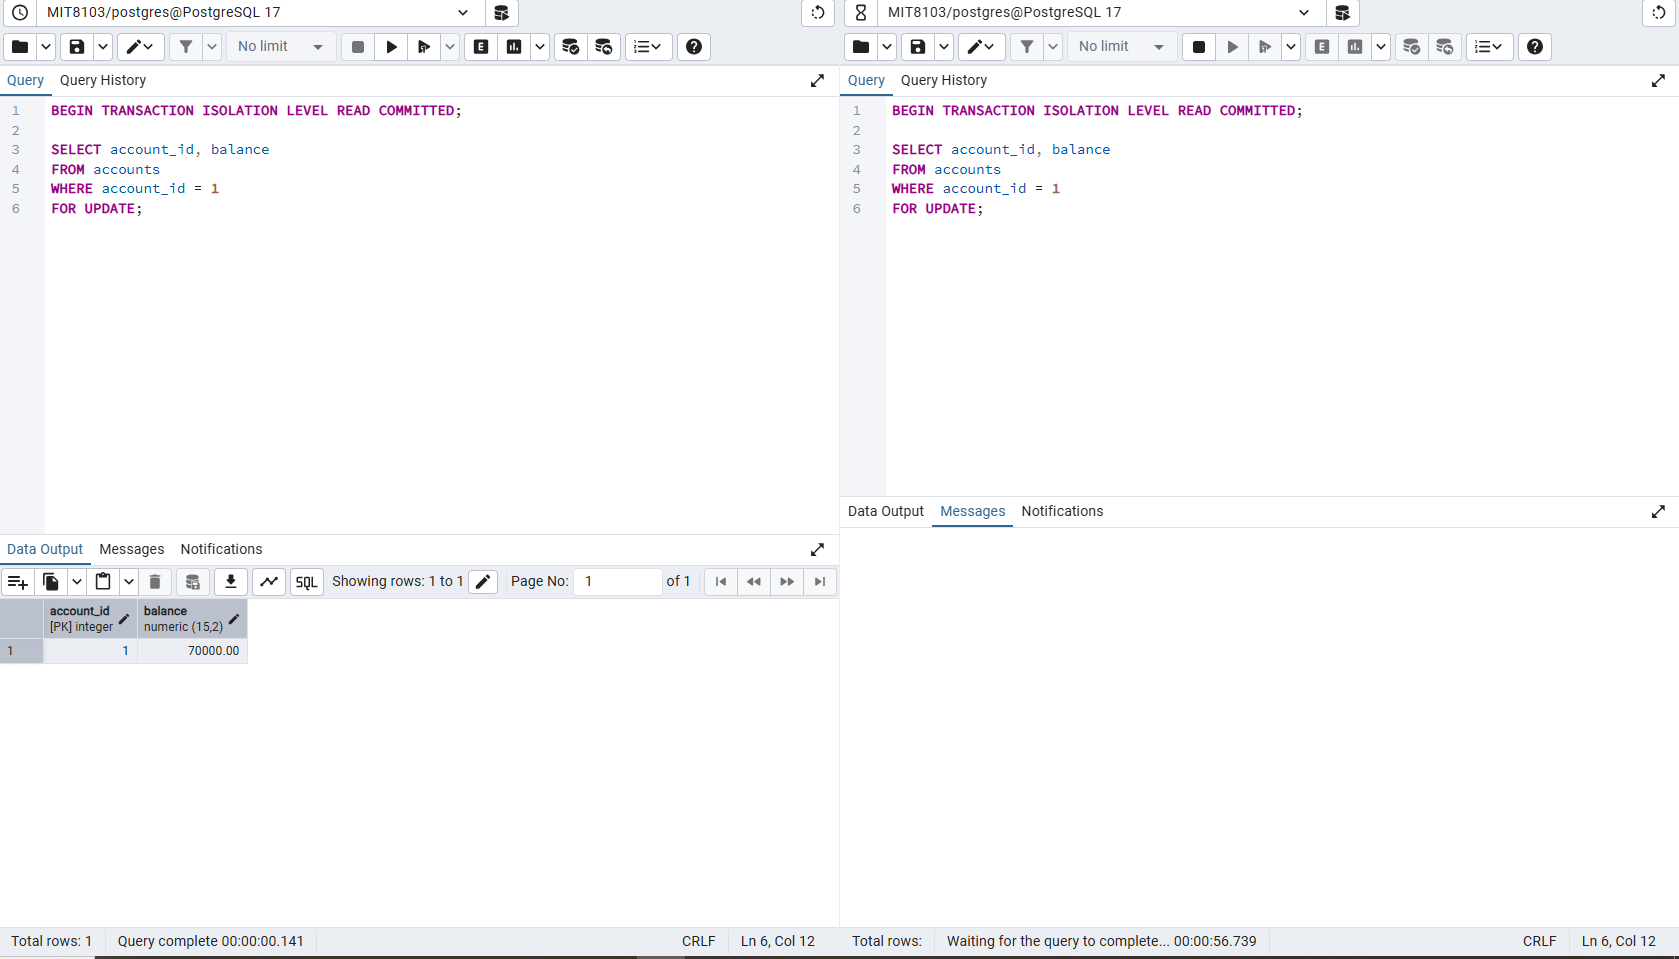 MIT8103/postgres@PostgreSQL 17
No limit
E
Query Query History
1 BEGIN TRANSACTION ISOLATION LEVEL READ COMMITTED;
2
3 SELECT account_id, balance
4 FROM accounts
5 WHERE account_id = 1
6 FOR UPDATE;
Data Output Messages Notifications
SQL Showing rows: 1 to 1 Page No: 1 of 1
account_id balance
[PK] integer numeric (15,2)
1 1 70000.00
Total rows: 1 Query complete 00:00:00.141 CRLF Ln 6, Col 12
MIT8103/postgres@PostgreSQL 17
No limit
E
Query Query History
1 BEGIN TRANSACTION ISOLATION LEVEL READ COMMITTED;
2
3 SELECT account_id, balance
4 FROM accounts
5 WHERE account_id = 1
6 FOR UPDATE;
Data Output Messages Notifications
Total rows: Waiting for the query to complete... 00:00:56.739 CRLF Ln 6, Col 12